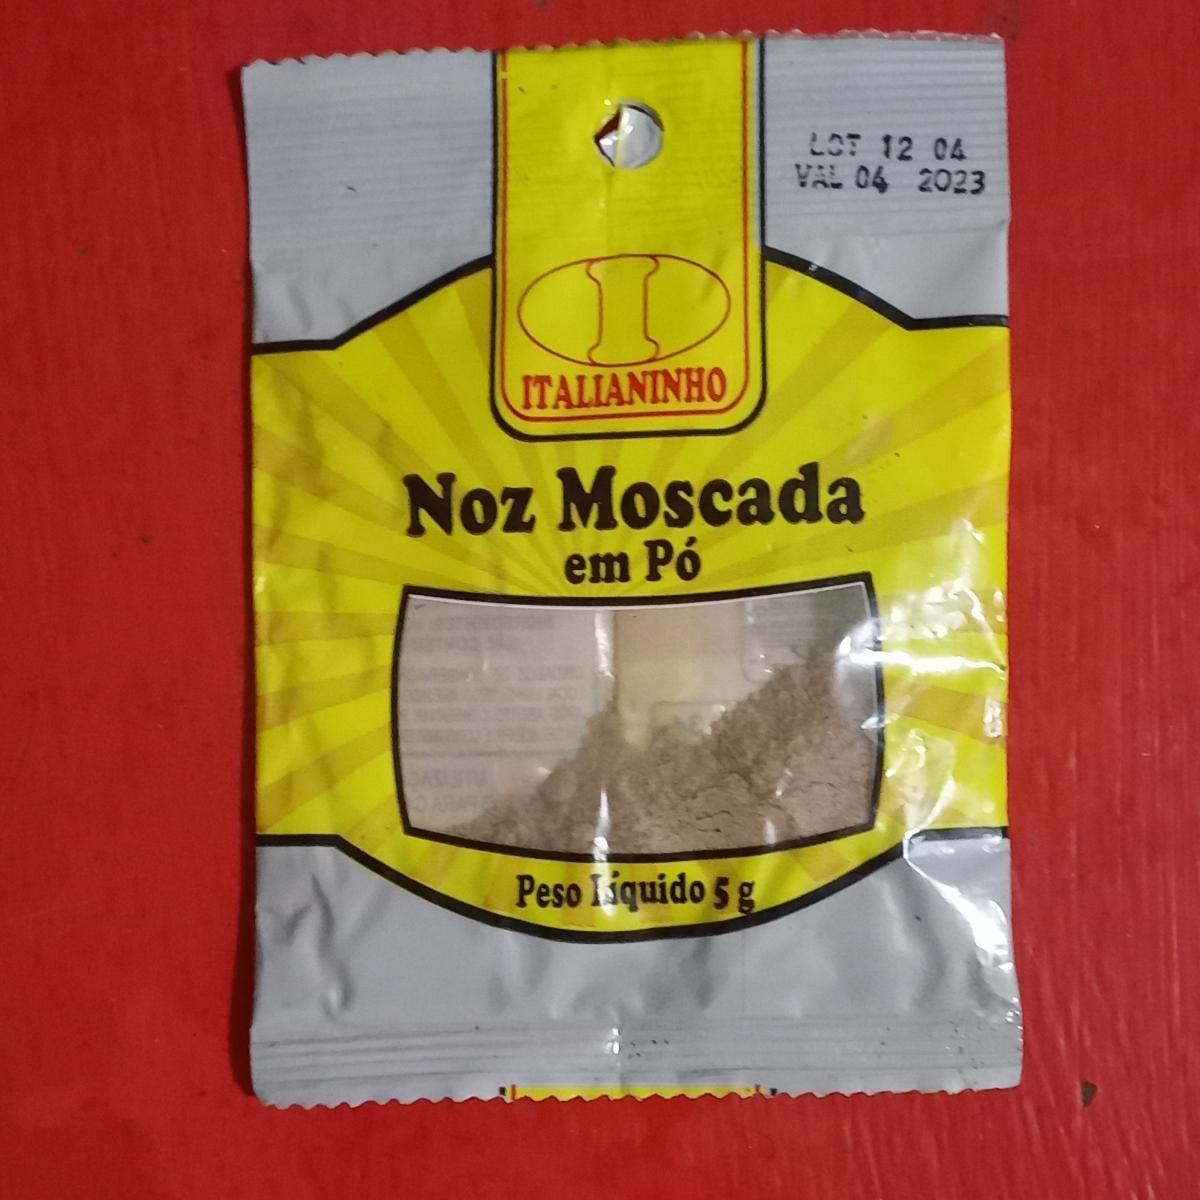 LOT 12 04
VAL 04 2023
I
ITALIANINHO
Noz Moscada
em Pó
Peso Líquido 5 g